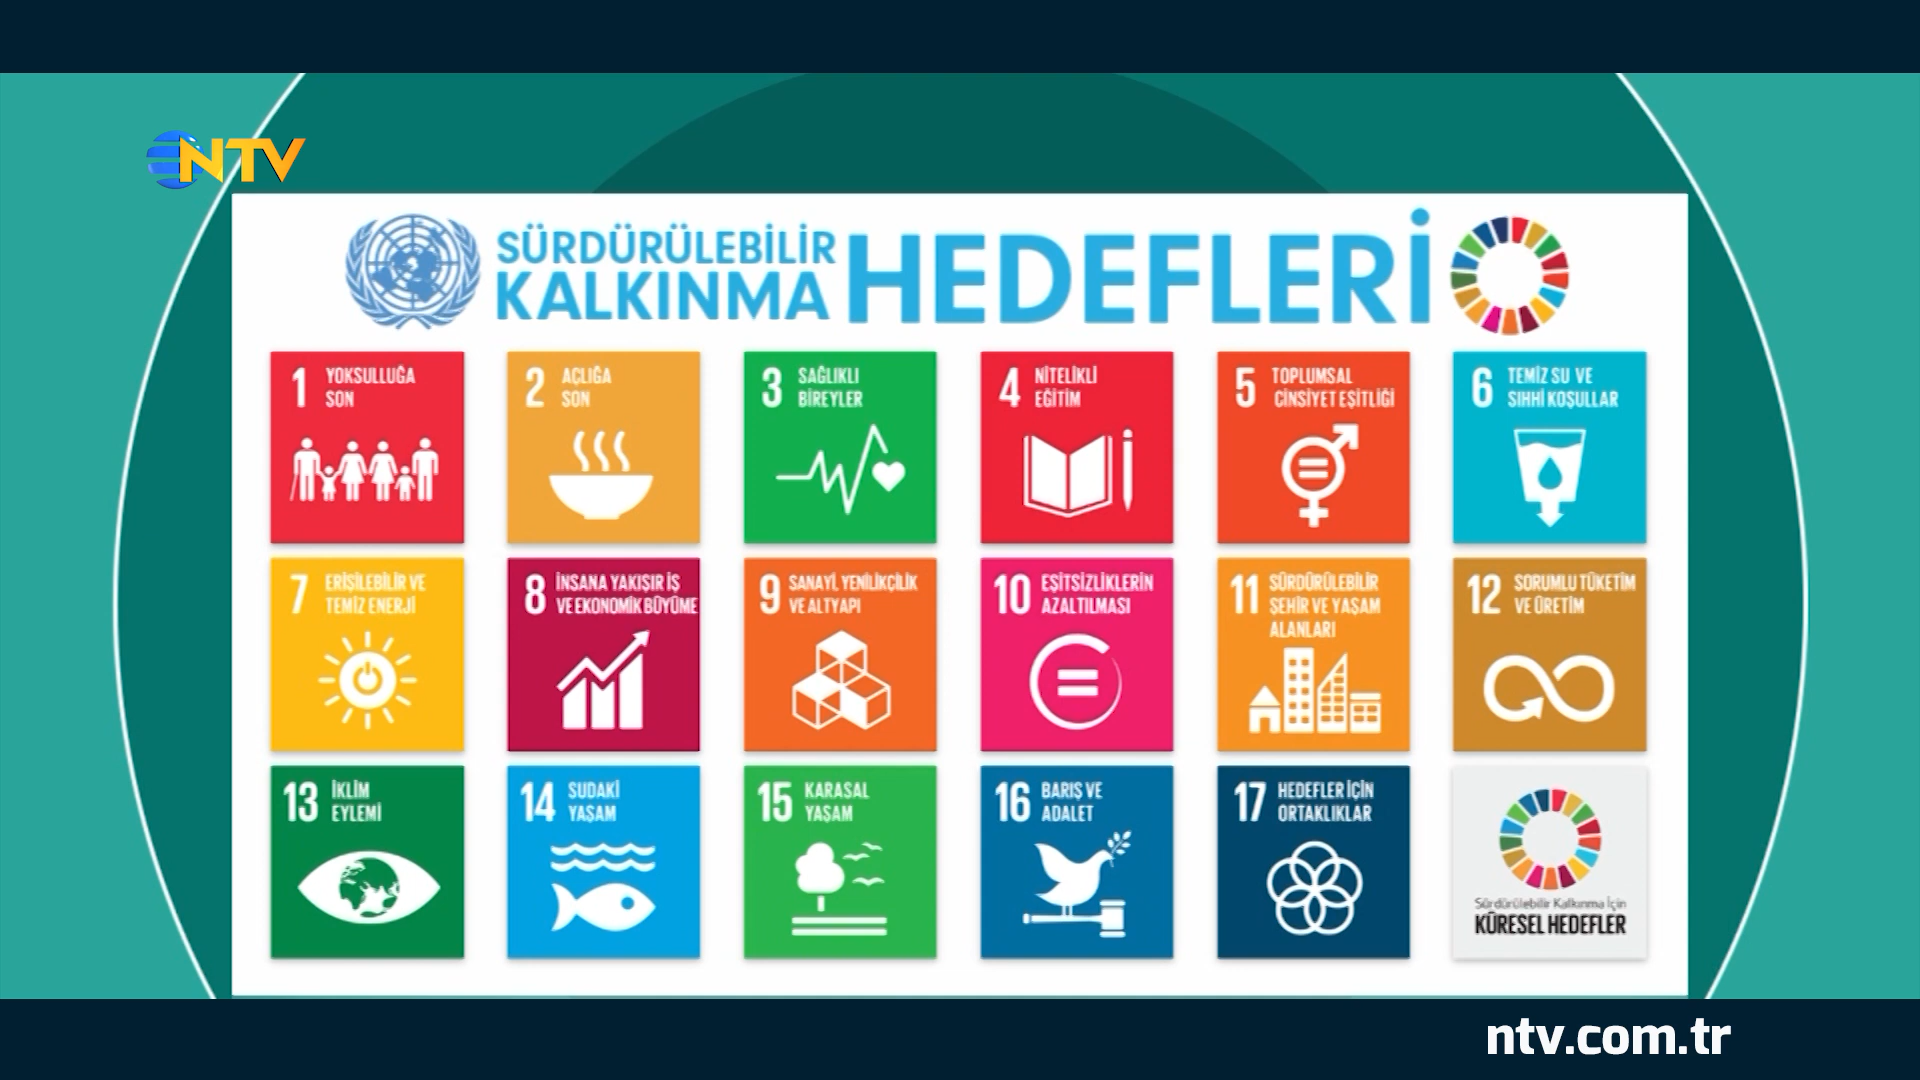 NTV
SÜRDÜRÜLEBİLİR
KALKINMA
HEDEFLERİ
1 YOKSULLUĞA
SON
2 AÇLIĞA
SON
3 SAĞLIKLI
BİREYLER
4 NİTELİKLİ
EĞİTİM
5 TOPLUMSAL
CİNSİYET EŞİTLİĞİ
6 TEMİZ SU VE
SIHHİ KOŞULLAR
7 ERİŞİLEBİLİR VE
TEMİZ ENERJİ
8 İNSANA YAKIŞIR İŞ
VE EKONOMİK BÜYÜME
9 SANAYİ, YENİLİKÇİLİK
VE ALTYAPI
10 EŞİTSİZLİKLERİN
AZALTILMASI
11 SÜRDÜRÜLEBİLİR
ŞEHİR VE YAŞAM
ALANLARI
12 SORUMLU TÜKETİM
VE ÜRETİM
13 İKLİM
EYLEMİ
14 SUDAKİ
YAŞAM
15 KARASAL
YAŞAM
16 BARIŞ VE
ADALET
17 HEDEFLER İÇİN
ORTAKLIKLAR
Sürdürülebilir Kalkınma İçin
KÜRESEL HEDEFLER
ntv.com.tr